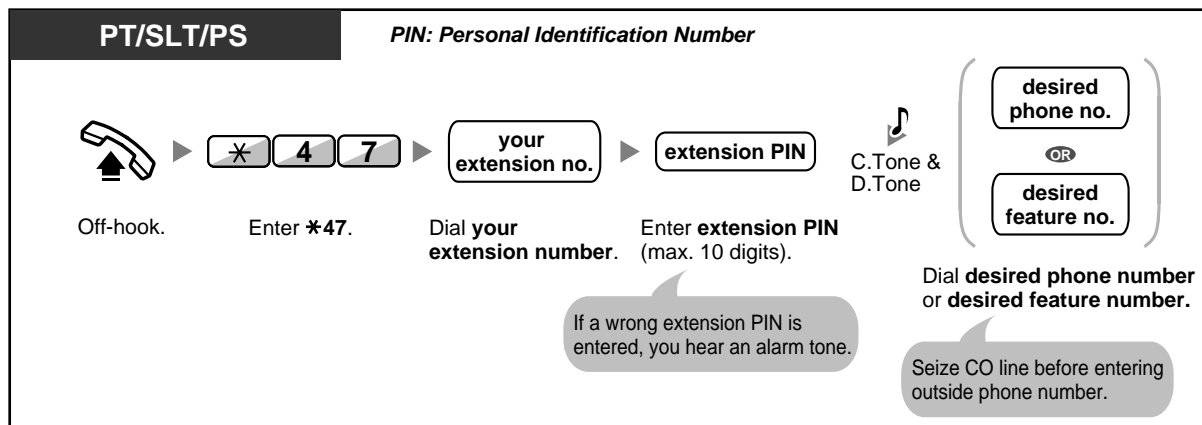 PT/SLT/PS
PIN: Personal Identification Number
✳ 4 7
your
extension no.
extension PIN
C.Tone &
D.Tone
desired
phone no.
OR
desired
feature no.
Off-hook.
Enter ✳47.
Dial your
extension number.
Enter extension PIN
(max. 10 digits).
If a wrong extension PIN is
entered, you hear an alarm tone.
Dial desired phone number
or desired feature number.
Seize CO line before entering
outside phone number.